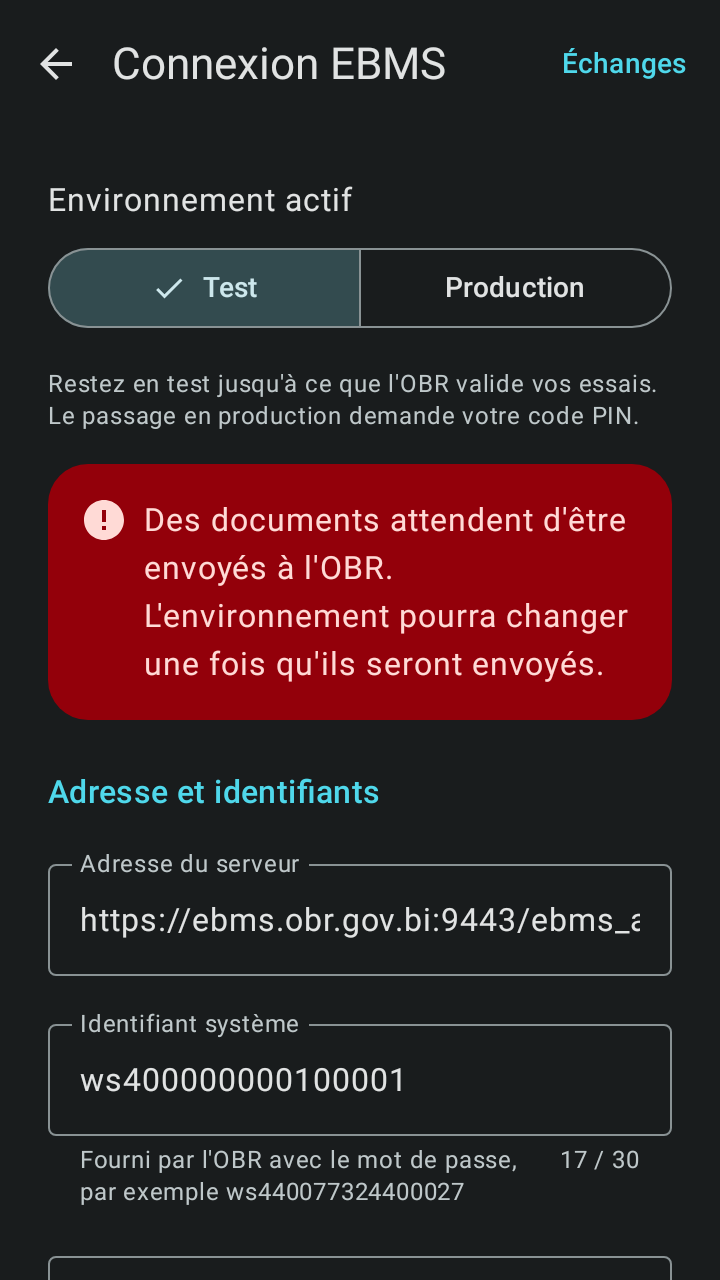 Connexion EBMS
Échanges
Environnement actif
Test
Production
Restez en test jusqu'à ce que l'OBR valide vos essais.
Le passage en production demande votre code PIN.
Des documents attendent d'être
envoyés à l'OBR.
L'environnement pourra changer
une fois qu'ils seront envoyés.
Adresse et identifiants
Adresse du serveur
https://ebms.obr.gov.bi:9443/ebms_a
Identifiant système
ws400000000100001
Fourni par l'OBR avec le mot de passe,
17 / 30
par exemple ws440077324400027